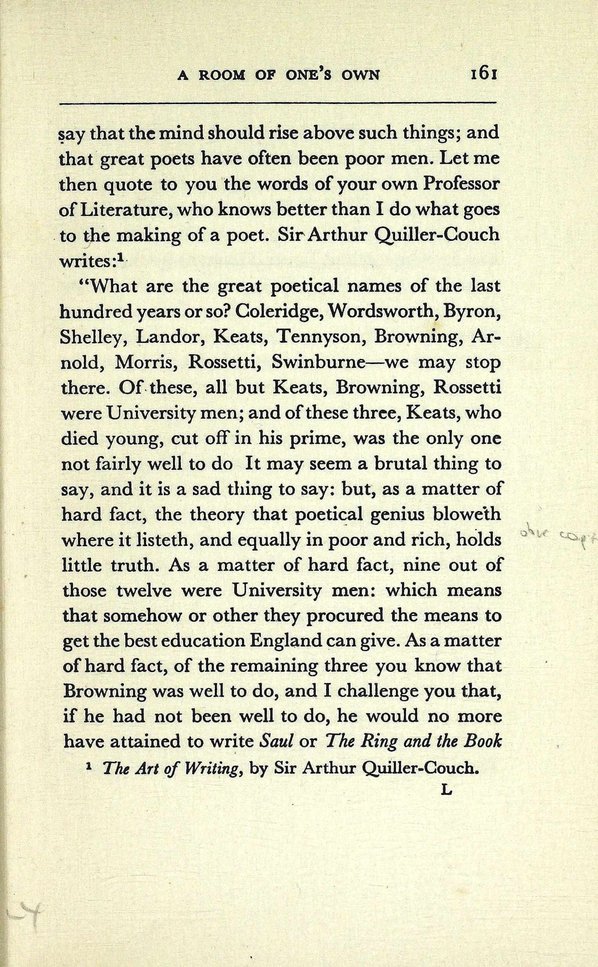 A ROOM OF ONE'S OWN 161
say that the mind should rise above such things; and
that great poets have often been poor men. Let me
then quote to you the words of your own Professor
of Literature, who knows better than I do what goes
to the making of a poet. Sir Arthur Quiller-Couch
writes:¹
“What are the great poetical names of the last
hundred years or so? Coleridge, Wordsworth, Byron,
Shelley, Landor, Keats, Tennyson, Browning, Ar-
nold, Morris, Rossetti, Swinburne—we may stop
there. Of these, all but Keats, Browning, Rossetti
were University men; and of these three, Keats, who
died young, cut off in his prime, was the only one
not fairly well to do It may seem a brutal thing to
say, and it is a sad thing to say: but, as a matter of
hard fact, the theory that poetical genius bloweth
where it listeth, and equally in poor and rich, holds
little truth. As a matter of hard fact, nine out of
those twelve were University men: which means
that somehow or other they procured the means to
get the best education England can give. As a matter
of hard fact, of the remaining three you know that
Browning was well to do, and I challenge you that,
if he had not been well to do, he would no more
have attained to write Saul or The Ring and the Book
¹ The Art of Writing, by Sir Arthur Quiller-Couch.
L